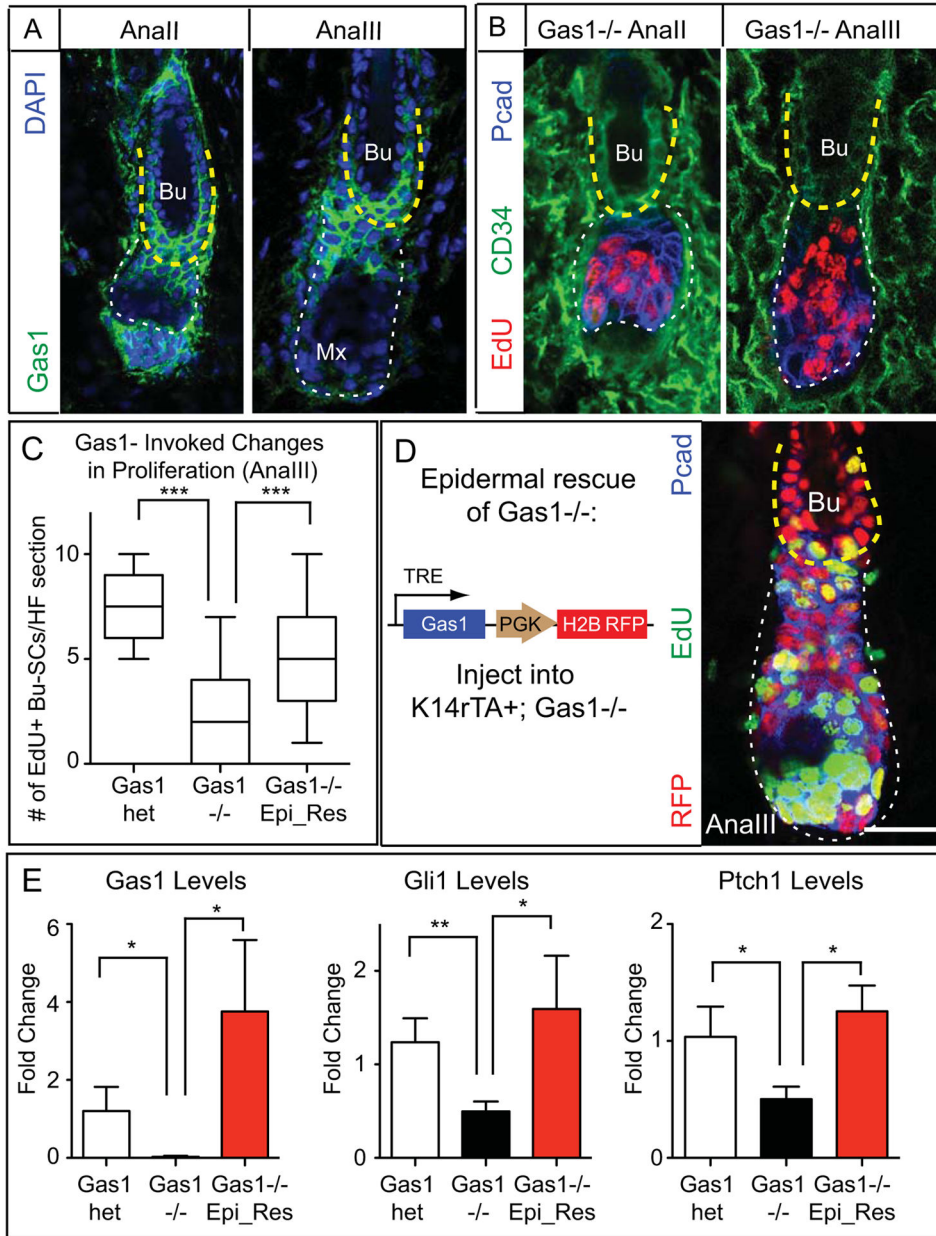 A
AnaII
AnaIII
DAPI
Gas1
Bu
Bu
Mx
B
Gas1-/- AnaII
Gas1-/- AnaIII
Pcad
CD34
EdU
Bu
Bu
C
Gas1- Invoked Changes
in Proliferation (AnaIII)
***
***
# of EdU+ Bu-SCs/HF section
10
5
0
Gas1
het
Gas1
-/-
Gas1-/-
Epi_Res
D
Epidermal rescue
of Gas1-/-:
TRE
Gas1
PGK
H2B RFP
Inject into
K14rTA+; Gas1-/-
Pcad
EdU
RFP
Bu
AnaIII
E
Gas1 Levels
Fold Change
6
4
2
0
*
*
Gas1
het
Gas1
-/-
Gas1-/-
Epi_Res
Gli1 Levels
Fold Change
2
1
0
**
*
Gas1
het
Gas1
-/-
Gas1-/-
Epi_Res
Ptch1 Levels
Fold Change
2
1
0
*
*
Gas1
het
Gas1
-/-
Gas1-/-
Epi_Res